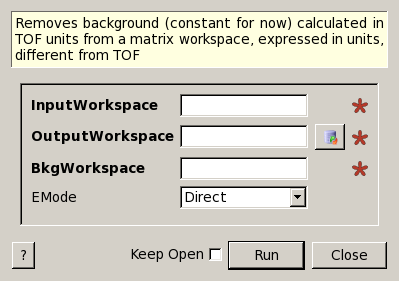 Removes background (constant for now) calculated in
TOF units from a matrix workspace, expressed in units,
different from TOF
InputWorkspace
OutputWorkspace
BkgWorkspace
EMode Direct
? Keep Open Run Close